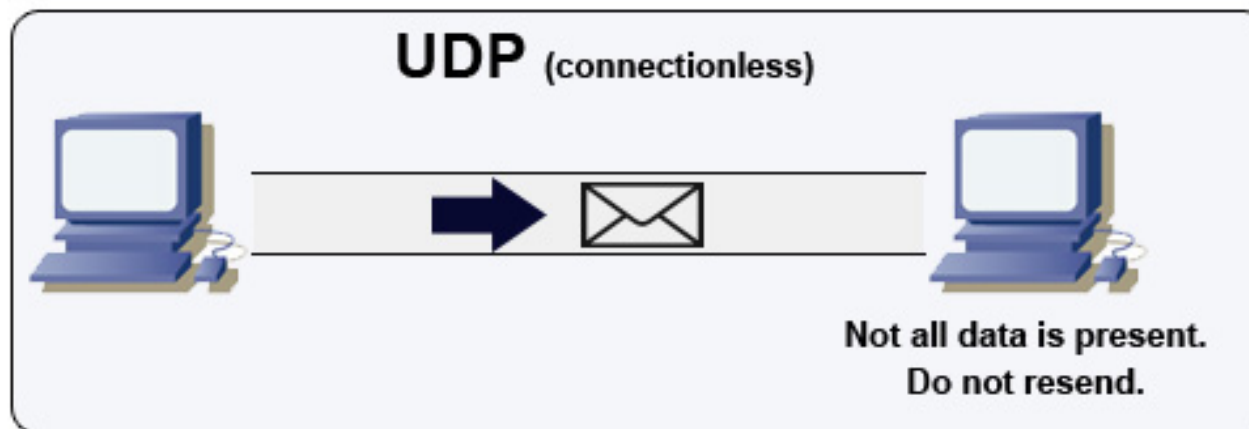 UDP (connectionless)
Not all data is present.
Do not resend.